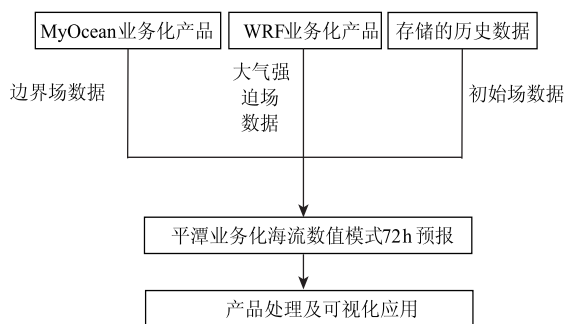 MyOcean业务化产品
WRF业务化产品
存储的历史数据
边界场数据
大气强
迫场
数据
初始场数据
平潭业务化海流数值模式72h 预报
产品处理及可视化应用